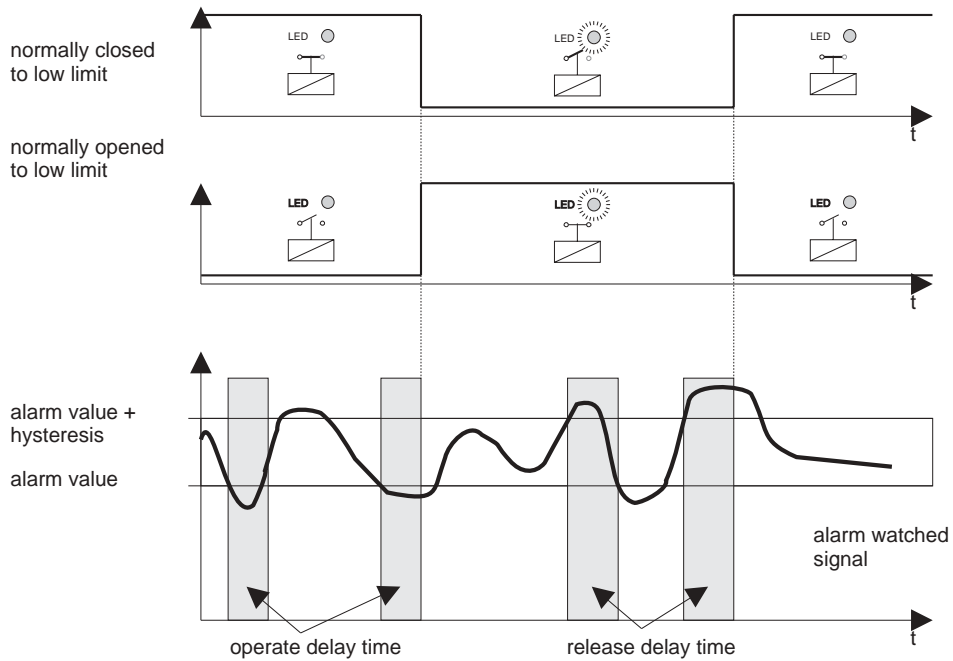 LED
LED
LED
normally closed
to low limit
t
normally opened
to low limit
LED
LED
LED
t
alarm value +
hysteresis
alarm value
alarm watched
signal
operate delay time
release delay time
t